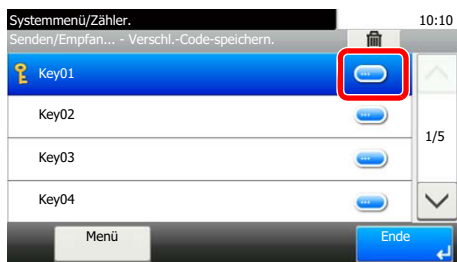 Systemmenü/Zähler. 10:10
Senden/Empfan... - Verschl.-Code-speichern.
Key01
Key02
1/5
Key03
Key04
Menü
Ende